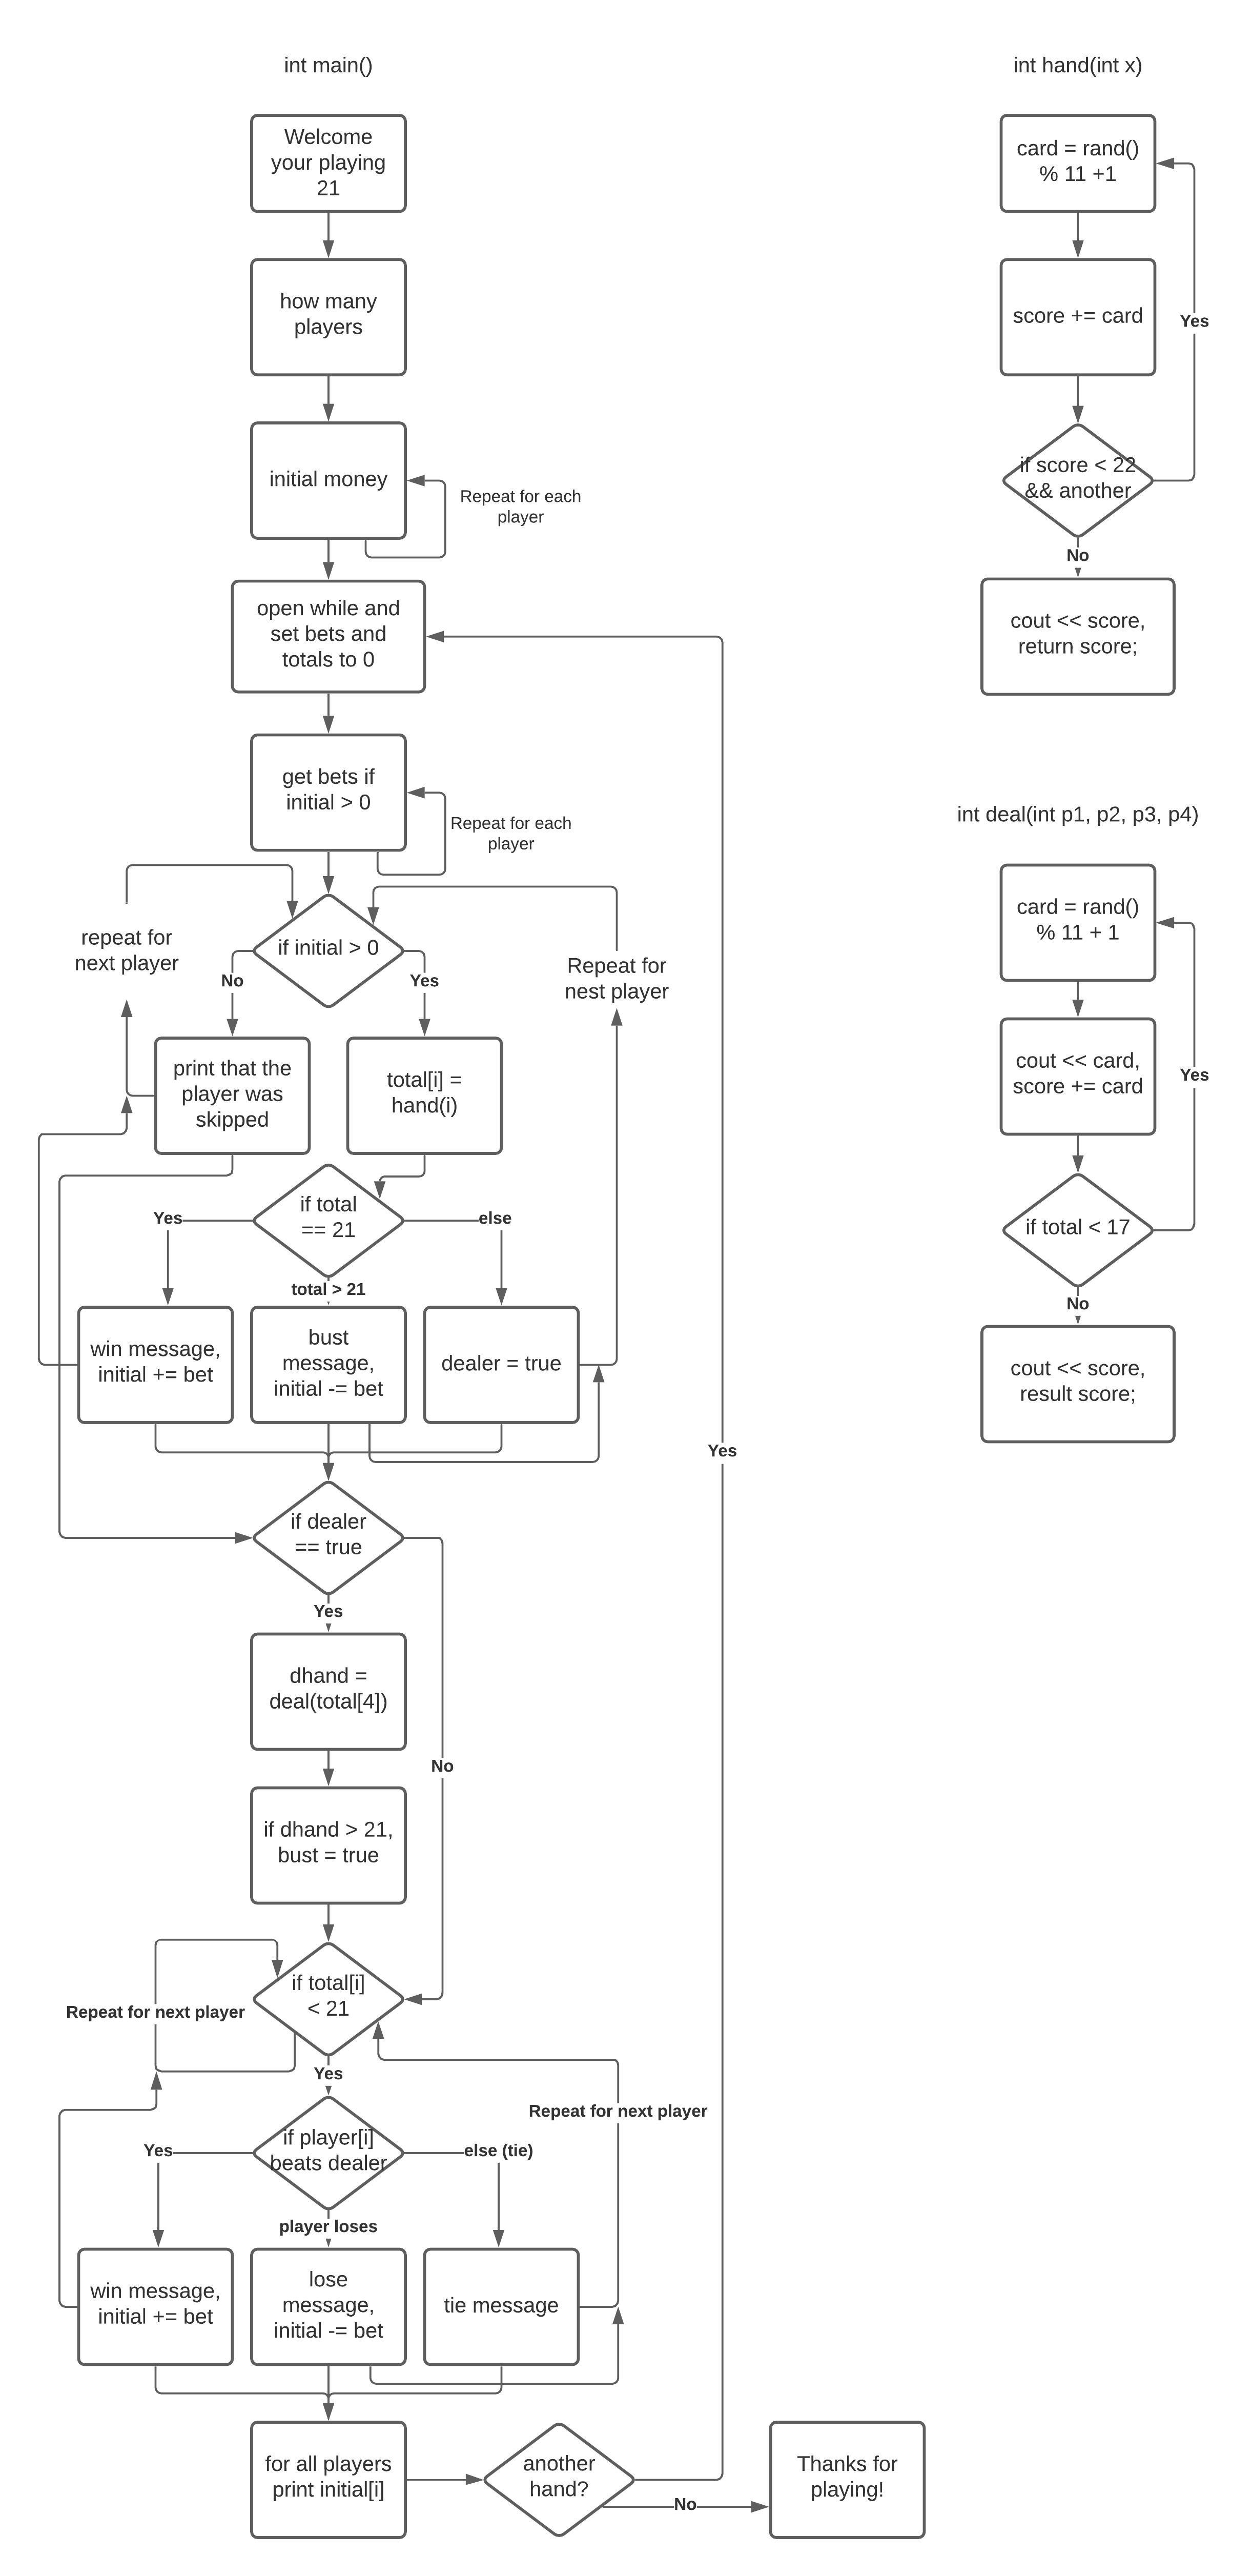 int main()
Welcome
your playing
21
how many
players
initial money
Repeat for each
player
open while and
set bets and
totals to 0
get bets if
initial > 0
Repeat for each
player
repeat for
next player
if initial > 0
No
Yes
Repeat for
nest player
print that the
player was
skipped
total[i] =
hand(i)
if total
== 21
Yes
else
total > 21
win message,
initial += bet
bust
message,
initial -= bet
dealer = true
Yes
if dealer
== true
Yes
dhand =
deal(total[4])
No
if dhand > 21,
bust = true
if total[i]
< 21
Repeat for next player
Yes
Repeat for next player
if player[i]
beats dealer
Yes
else (tie)
player loses
win message,
initial += bet
lose
message,
initial -= bet
tie message
for all players
print initial[i]
another
hand?
No
Thanks for
playing!
int hand(int x)
card = rand()
% 11 +1
score += card
Yes
if score < 22
&& another
No
cout << score,
return score;
int deal(int p1, p2, p3, p4)
card = rand()
% 11 + 1
cout << card,
score += card
Yes
if total < 17
No
cout << score,
result score;